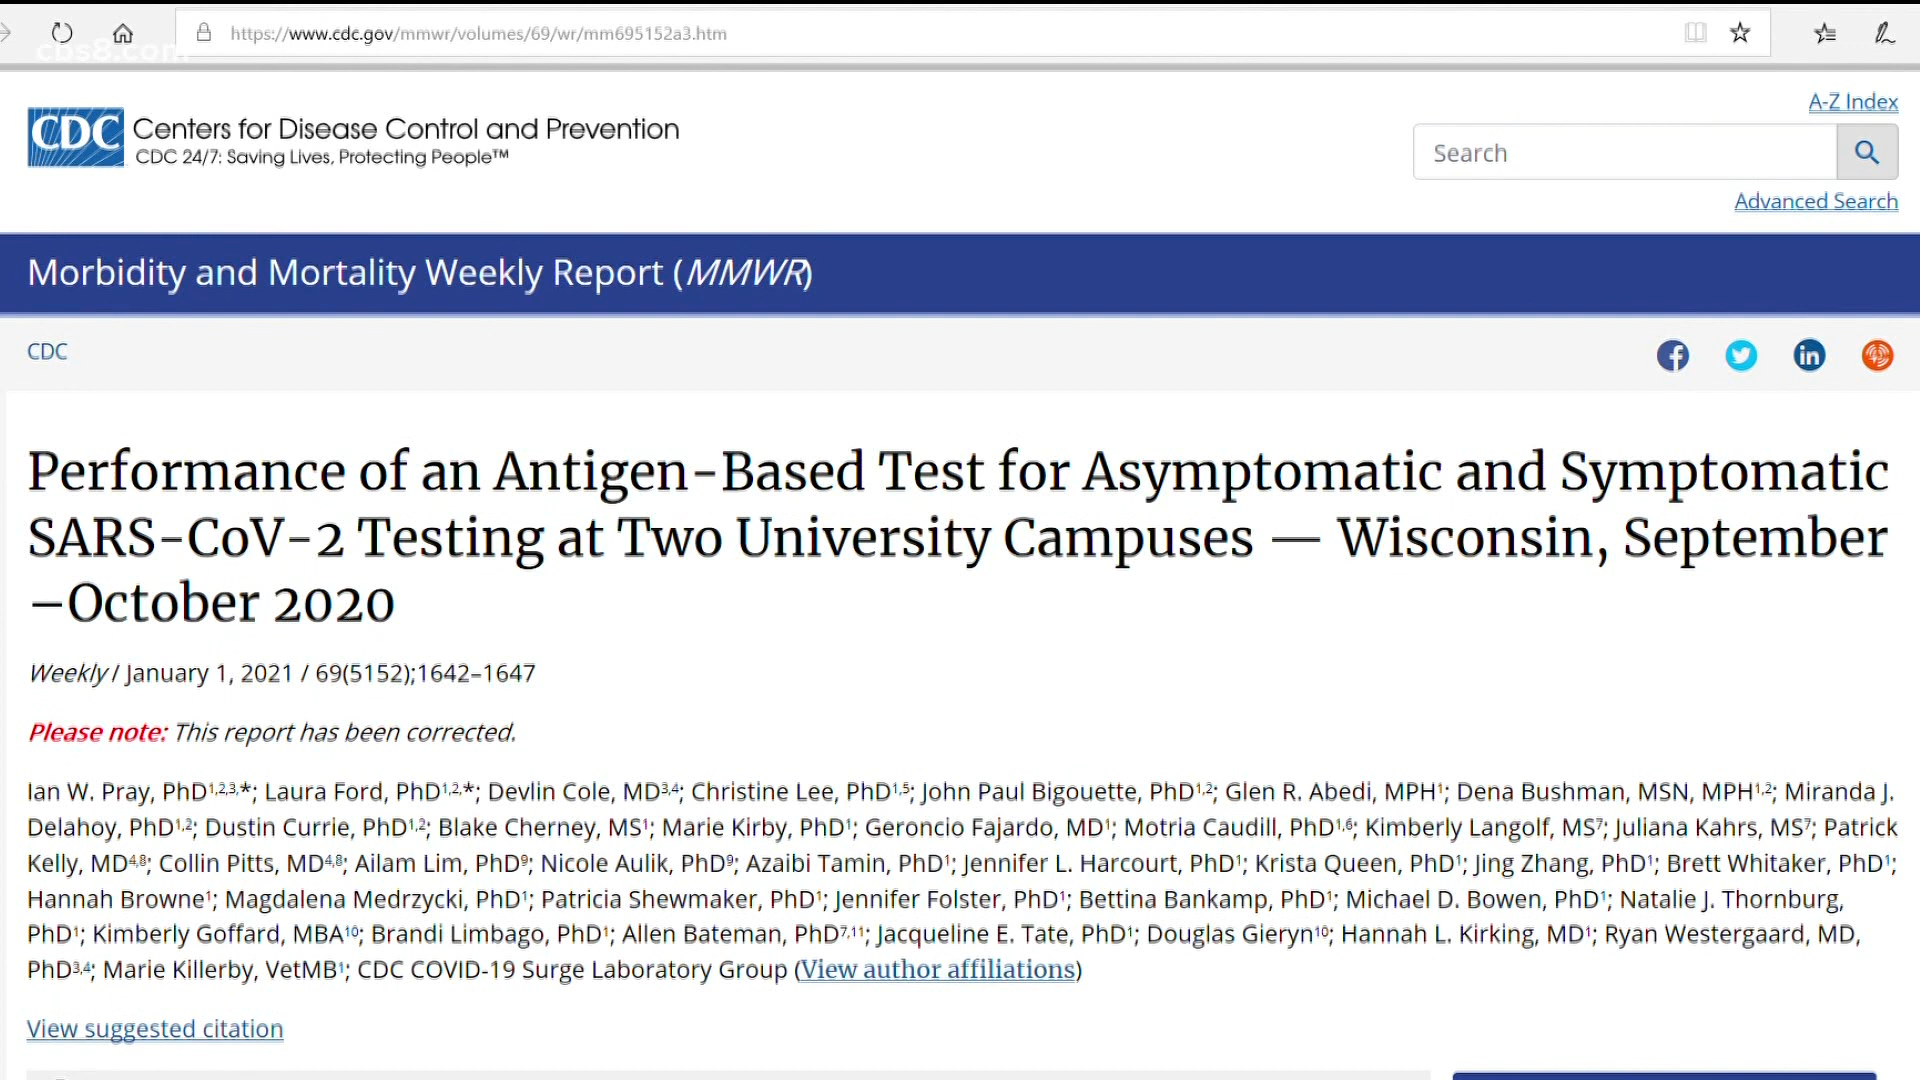 https://www.cdc.gov/mmwr/volumes/69/wr/mm695152a3.htm
cbs8.com
A-Z Index
CDC Centers for Disease Control and Prevention
CDC 24/7: Saving Lives, Protecting People™
Search
Advanced Search
Morbidity and Mortality Weekly Report (MMWR)
CDC
Performance of an Antigen-Based Test for Asymptomatic and Symptomatic
SARS-CoV-2 Testing at Two University Campuses — Wisconsin, September
–October 2020
Weekly / January 1, 2021 / 69(5152);1642–1647
Please note: This report has been corrected.
Ian W. Pray, PhD1,2,3,*; Laura Ford, PhD1,2,*; Devlin Cole, MD3,4; Christine Lee, PhD1,5; John Paul Bigouette, PhD1,2; Glen R. Abedi, MPH1; Dena Bushman, MSN, MPH1,2; Miranda J.
Delahoy, PhD1,2; Dustin Currie, PhD1,2; Blake Cherney, MS1; Marie Kirby, PhD1; Geroncio Fajardo, MD1; Motria Caudill, PhD1,6; Kimberly Langolf, MS7; Juliana Kahrs, MS7; Patrick
Kelly, MD4,8; Collin Pitts, MD4,8; Ailam Lim, PhD9; Nicole Aulik, PhD9; Azaibi Tamin, PhD1; Jennifer L. Harcourt, PhD1; Krista Queen, PhD1; Jing Zhang, PhD1; Brett Whitaker, PhD1;
Hannah Browne1; Magdalena Medrzycki, PhD1; Patricia Shewmaker, PhD1; Jennifer Folster, PhD1; Bettina Bankamp, PhD1; Michael D. Bowen, PhD1; Natalie J. Thornburg,
PhD1; Kimberly Goffard, MBA10; Brandi Limbago, PhD1; Allen Bateman, PhD7,11; Jacqueline E. Tate, PhD1; Douglas Gieryn10; Hannah L. Kirking, MD1; Ryan Westergaard, MD,
PhD3,4; Marie Killerby, VetMB1; CDC COVID-19 Surge Laboratory Group (View author affiliations)
View suggested citation